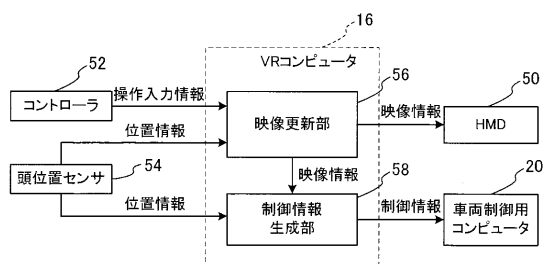 16
VRコンピュータ
52
コントローラ
操作入力情報
56
映像更新部
映像情報
50
HMD
位置情報
頭位置センサ
54
映像情報
位置情報
58
制御情報
生成部
制御情報
20
車両制御用
コンピュータ